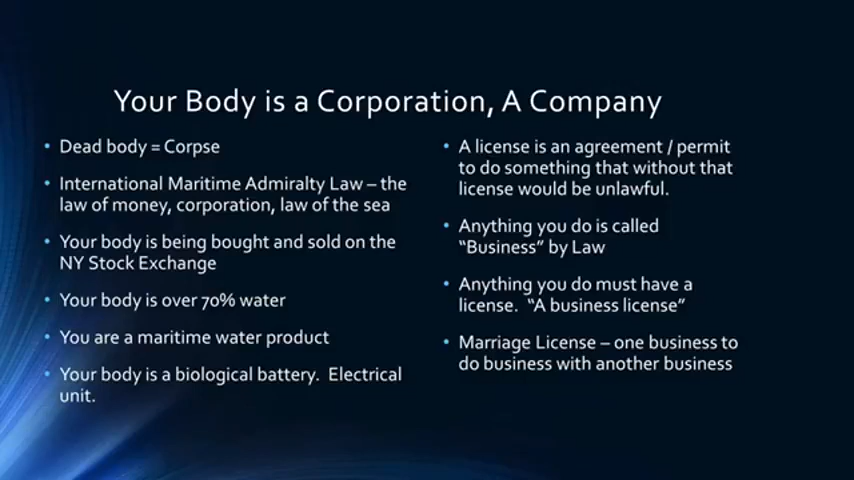 Your Body is a Corporation, A Company
• Dead body = Corpse
• International Maritime Admiralty Law – the
law of money, corporation, law of the sea
• Your body is being bought and sold on the
NY Stock Exchange
• Your body is over 70% water
• You are a maritime water product
• Your body is a biological battery.  Electrical
unit.
• A license is an agreement / permit
to do something that without that
license would be unlawful.
• Anything you do is called
“Business” by Law
• Anything you do must have a
license.  “A business license”
• Marriage License – one business to
do business with another business